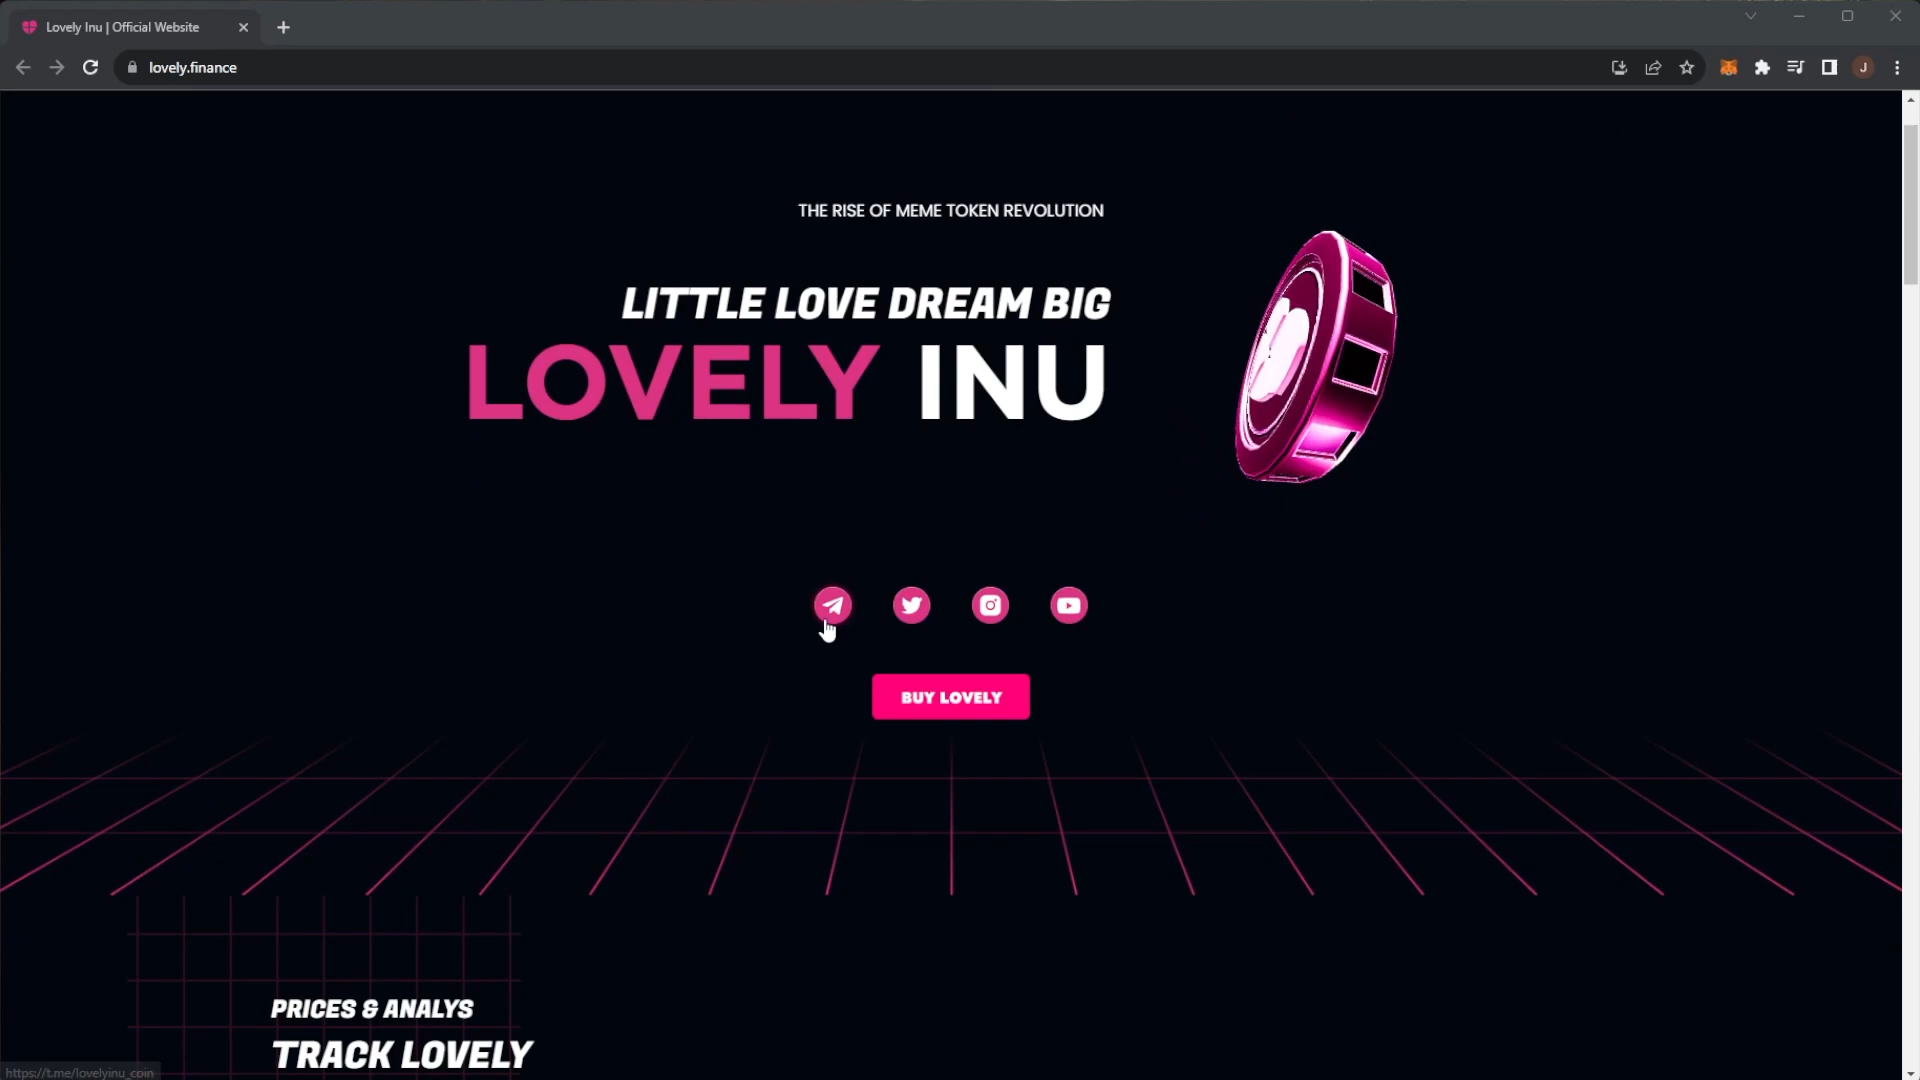 Lovely Inu | Official Website
lovely.finance
J
THE RISE OF MEME TOKEN REVOLUTION
LITTLE LOVE DREAM BIG
LOVELY INU
BUY LOVELY
PRICES & ANALYS
TRACK LOVELY
https://t.me/lovelyinu_coin